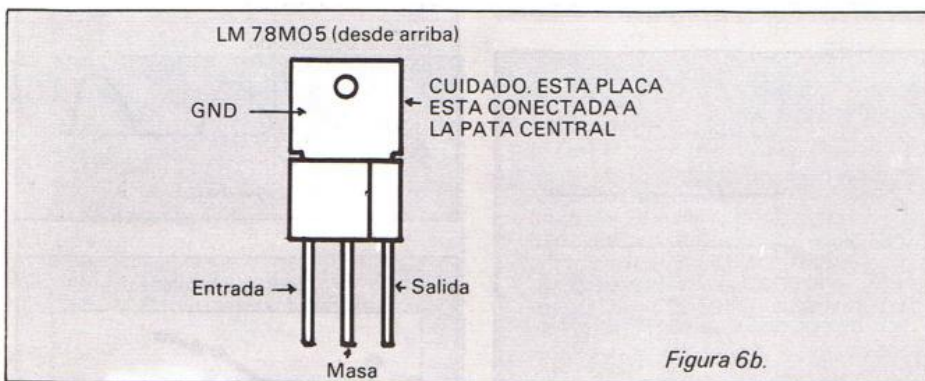 LM 78MO5 (desde arriba)
GND
CUIDADO. ESTA PLACA
ESTA CONECTADA A
LA PATA CENTRAL
Entrada
Salida
Masa
Figura 6b.